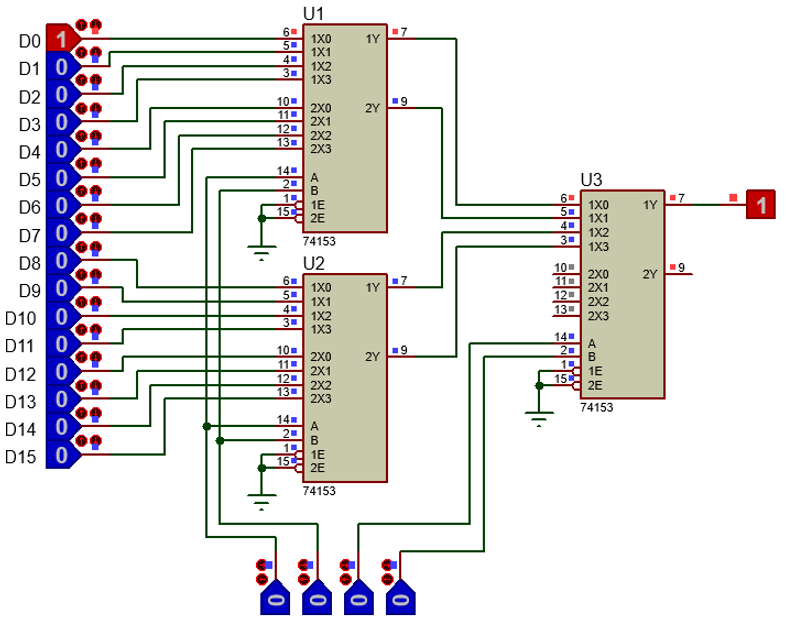 U1
D0 1 6 1X0 1Y 7
D1 0 5 1X1
D2 0 4 1X2
D3 0 3 1X3
D4 0 10 2X0 2Y 9
D5 0 11 2X1
D6 0 12 2X2
D7 0 13 2X3
14 A
2 B
1 1E
15 2E
74153
U2
D8 0 6 1X0 1Y 7
D9 0 5 1X1
D10 0 4 1X2
D11 0 3 1X3
D12 0 10 2X0 2Y 9
D13 0 11 2X1
D14 0 12 2X2
D15 0 13 2X3
14 A
2 B
1 1E
15 2E
74153
U3
6 1X0 1Y 7 1
5 1X1
4 1X2
3 1X3
10 2X0 2Y 9
11 2X1
12 2X2
13 2X3
14 A
2 B
1 1E
15 2E
74153
0 0 0 0